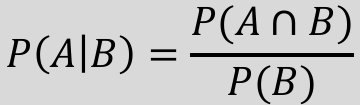 P(A|B) = P(A ∩ B) / P(B)